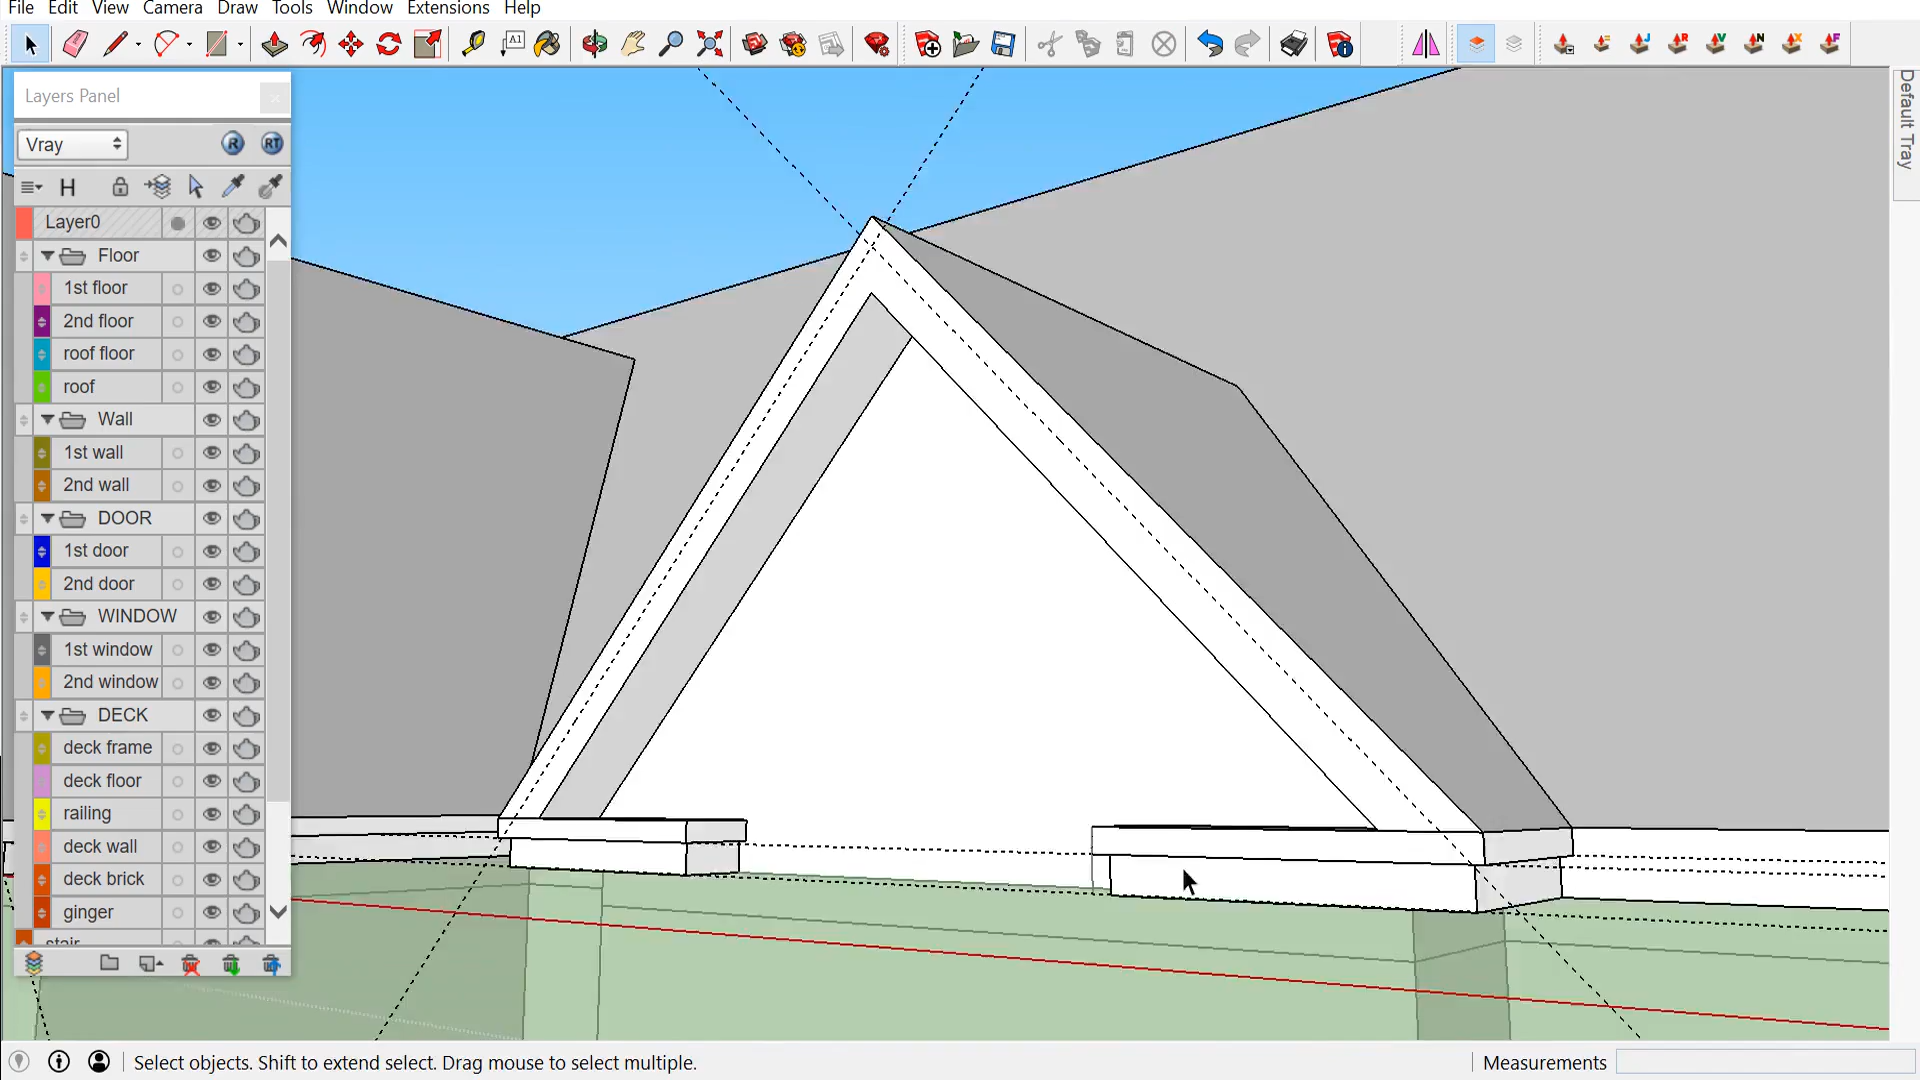 File Edit View Camera Draw Tools Window Extensions Help
A1
J R V N X F
Default Tray
Layers Panel
Vray
R RT
H
Layer0
Floor
1st floor
2nd floor
roof floor
roof
Wall
1st wall
2nd wall
DOOR
1st door
2nd door
WINDOW
1st window
2nd window
DECK
deck frame
deck floor
railing
deck wall
deck brick
ginger
stair
Select objects. Shift to extend select. Drag mouse to select multiple.
Measurements